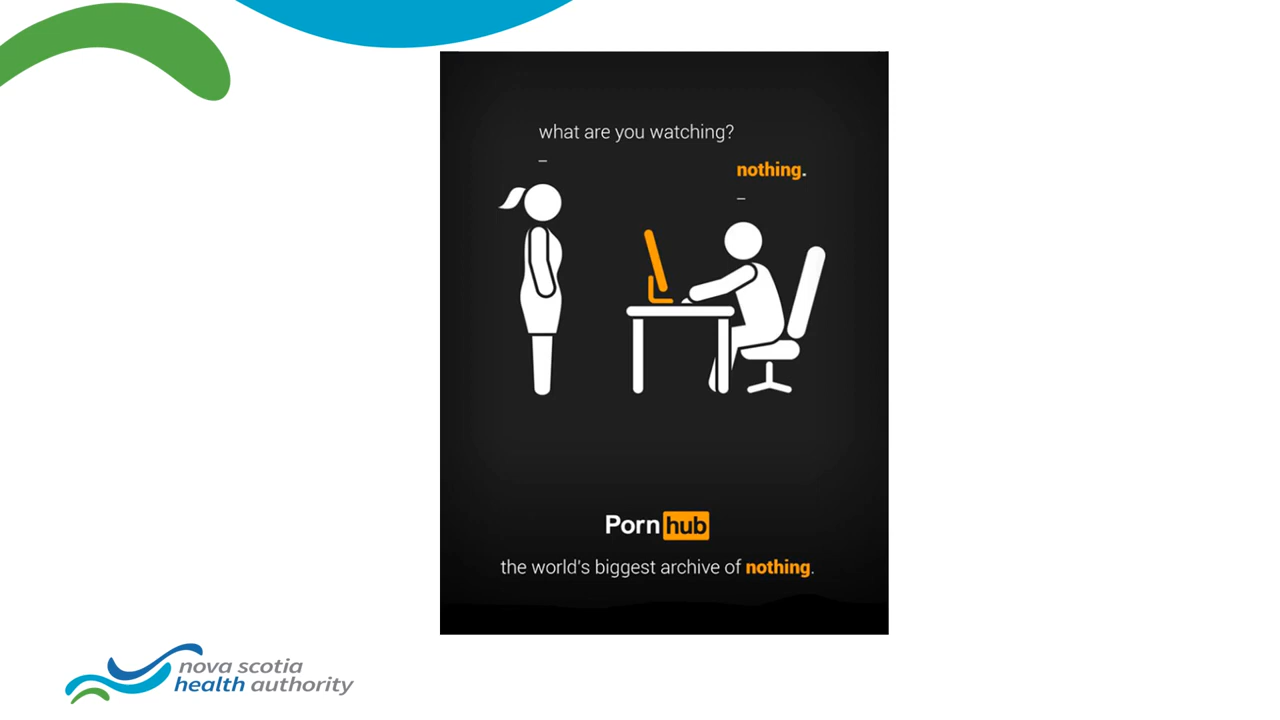 what are you watching?
–
nothing.
–
Pornhub
the world's biggest archive of nothing.
nova scotia
health authority